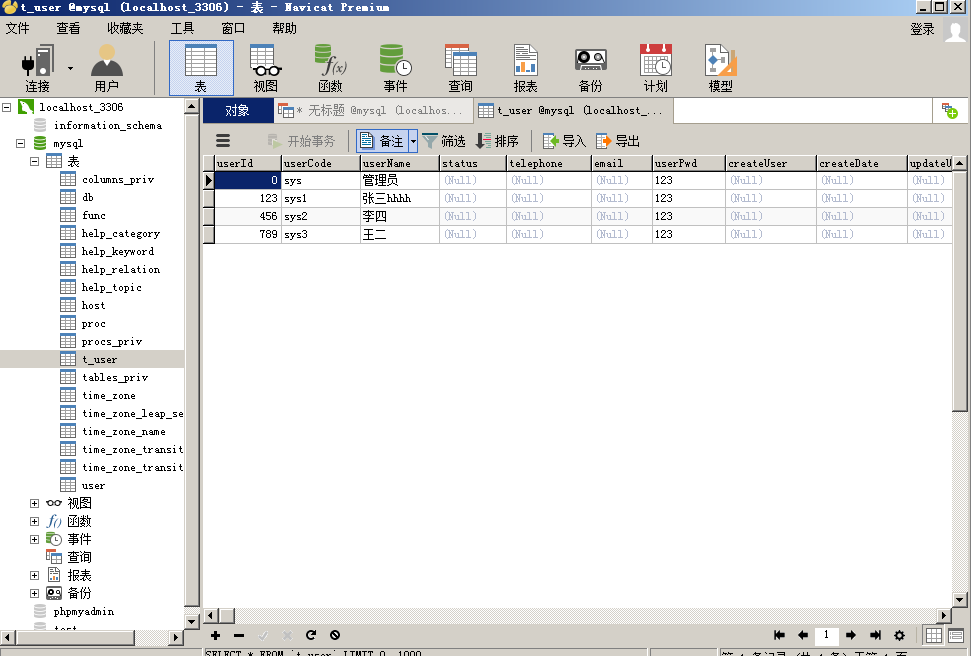 t_user @mysql (localhost_3306) - 表 - Navicat Premium
文件 查看 收藏夹 工具 窗口 帮助 登录
连接 用户 表 视图 函数 事件 查询 报表 备份 计划 模型
对象 * 无标题 @mysql (localhos... t_user @mysql (localhost_...
开始事务 备注 筛选 排序 导入 导出
localhost_3306
information_schema
mysql
表
columns_priv
db
func
help_category
help_keyword
help_relation
help_topic
host
proc
procs_priv
t_user
tables_priv
time_zone
time_zone_leap_se
time_zone_name
time_zone_transit
time_zone_transit
user
视图
函数
事件
查询
报表
备份
phpmyadmin
userId userCode userName status telephone email userPwd createUser createDate updateU
0 sys 管理员 (Null) (Null) (Null) 123 (Null) (Null) (Null)
123 sys1 张三hhhh (Null) (Null) (Null) 123 (Null) (Null) (Null)
456 sys2 李四 (Null) (Null) (Null) 123 (Null) (Null) (Null)
789 sys3 王二 (Null) (Null) (Null) 123 (Null) (Null) (Null)
1
SELECT * FROM `t_user` LIMIT 0, 1000